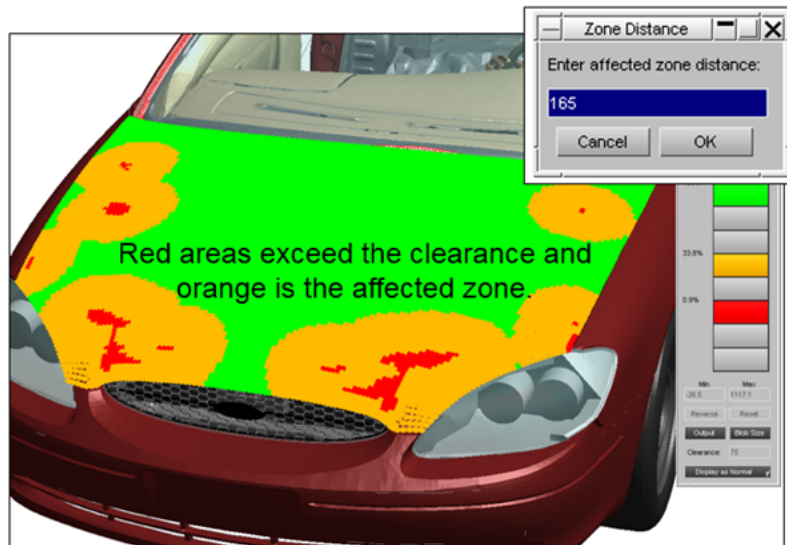 Zone Distance
Enter affected zone distance:
165
Cancel
OK
Red areas exceed the clearance and
orange is the affected zone.
33.8%
0.9%
Min
Max
-26.5
1117.1
Reverse
Reset
Output
Blob Size
Clearance:
75
Display as Normal